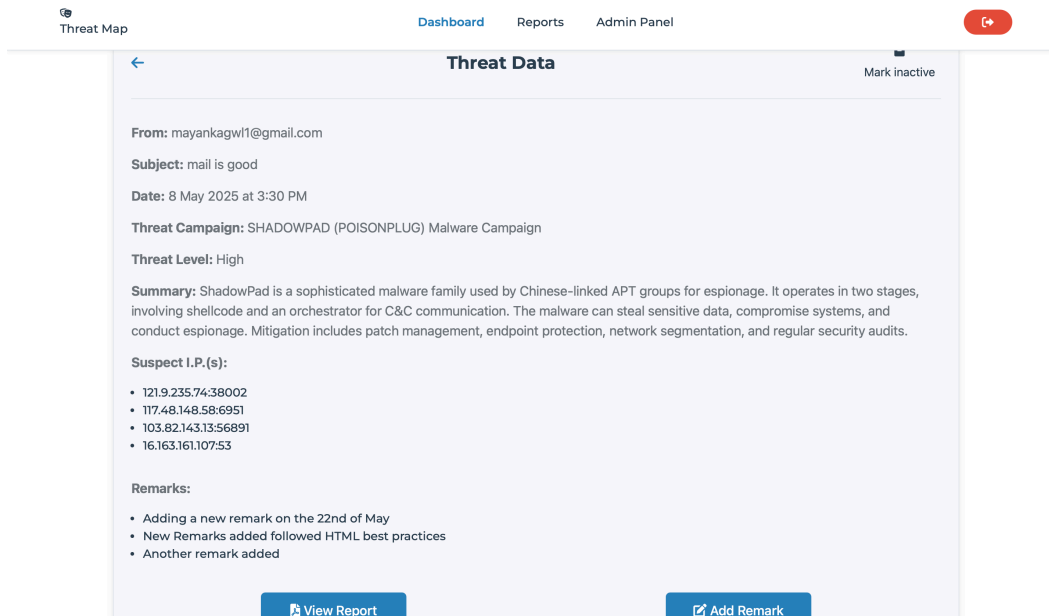 Threat Map
Dashboard Reports Admin Panel
Threat Data
Mark inactive
From: mayankagwl1@gmail.com
Subject: mail is good
Date: 8 May 2025 at 3:30 PM
Threat Campaign: SHADOWPAD (POISONPLUG) Malware Campaign
Threat Level: High
Summary: ShadowPad is a sophisticated malware family used by Chinese-linked APT groups for espionage. It operates in two stages,
involving shellcode and an orchestrator for C&C communication. The malware can steal sensitive data, compromise systems, and
conduct espionage. Mitigation includes patch management, endpoint protection, network segmentation, and regular security audits.
Suspect I.P.(s):
• 121.9.235.74:38002
• 117.48.148.58:6951
• 103.82.143.13:56891
• 16.163.161.107:53
Remarks:
• Adding a new remark on the 22nd of May
• New Remarks added followed HTML best practices
• Another remark added
View Report Add Remark